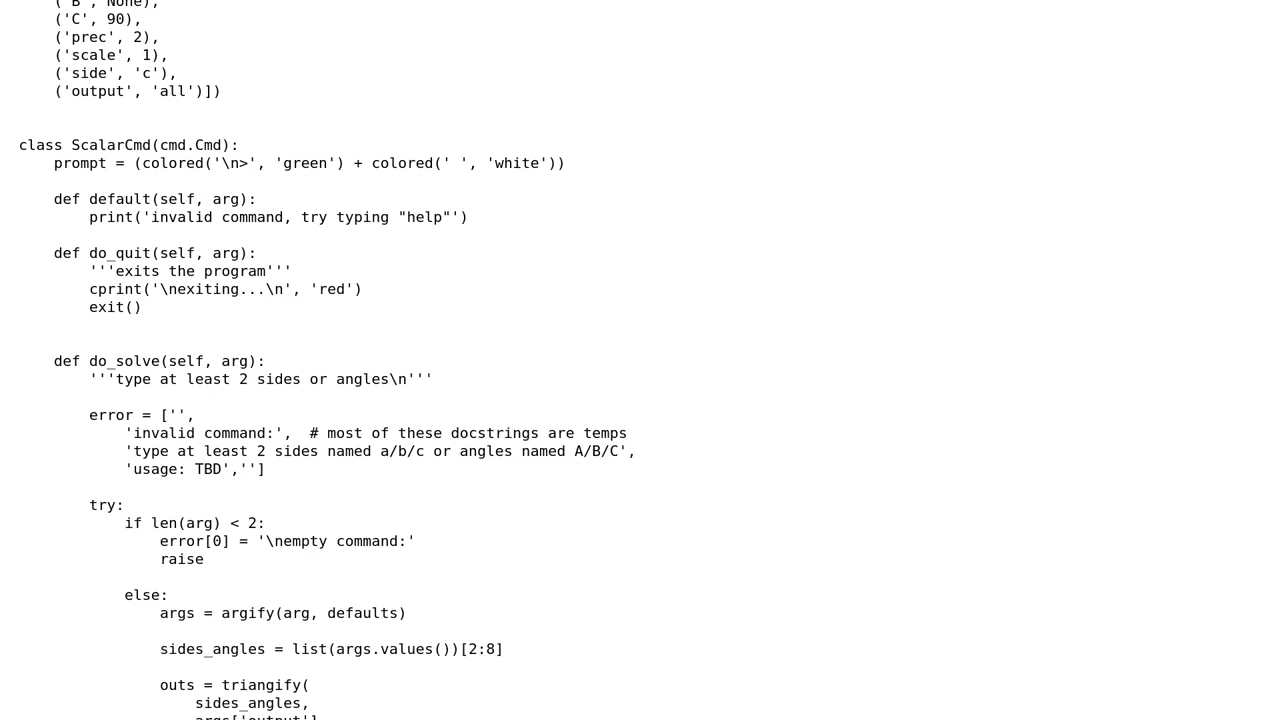 ('B', None),
('C', 90),
('prec', 2),
('scale', 1),
('side', 'c'),
('output', 'all')])
class ScalarCmd(cmd.Cmd):
prompt = (colored('\n>', 'green') + colored(' ', 'white'))
def default(self, arg):
print('invalid command, try typing "help"')
def do_quit(self, arg):
'''exits the program'''
cprint('\nexiting...\n', 'red')
exit()
def do_solve(self, arg):
'''type at least 2 sides or angles\n'''
error = ['',
'invalid command:',  # most of these docstrings are temps
'type at least 2 sides named a/b/c or angles named A/B/C',
'usage: TBD','']
try:
if len(arg) < 2:
error[0] = '\nempty command:'
raise
else:
args = argify(arg, defaults)
sides_angles = list(args.values())[2:8]
outs = triangify(
sides_angles,
args['output'],